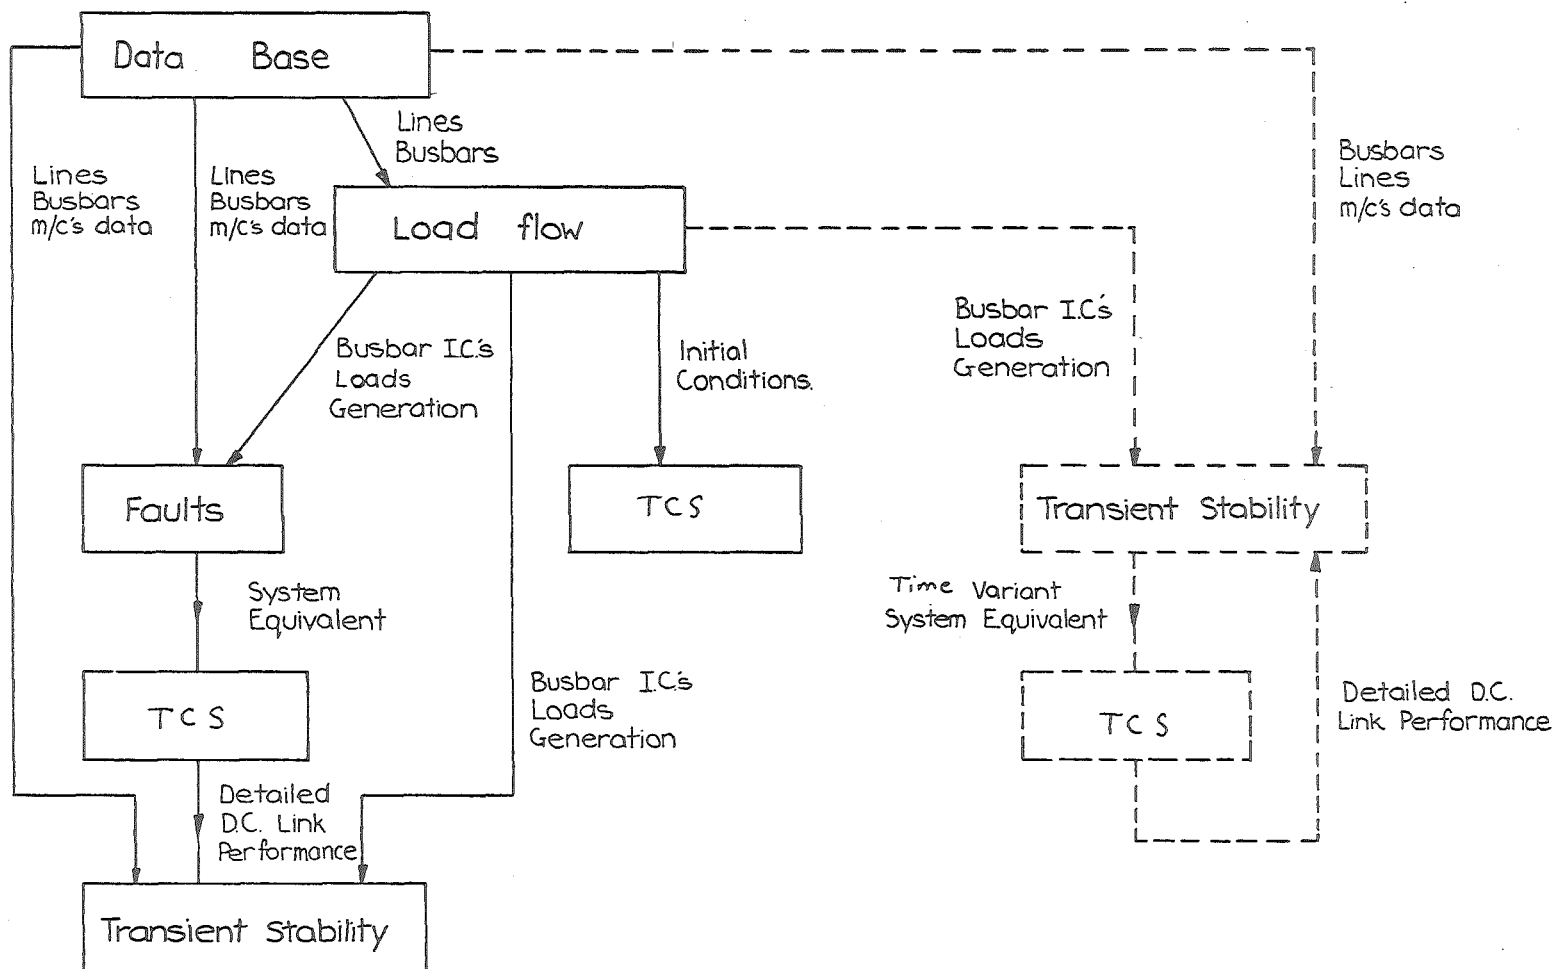 Data Base
Lines
Busbars
Lines
Busbars
m/c's data
Lines
Busbars
m/c's data
Busbars
Lines
m/c's data
Load flow
Busbar I.C.'s
Loads
Generation
Initial
Conditions.
Busbar I.C.'s
Loads
Generation
Faults
TCS
Transient Stability
System
Equivalent
Time Variant
System Equivalent
TCS
Busbar I.C.'s
Loads
Generation
TCS
Detailed D.C.
Link Performance
Detailed
D.C. Link
Performance
Transient Stability